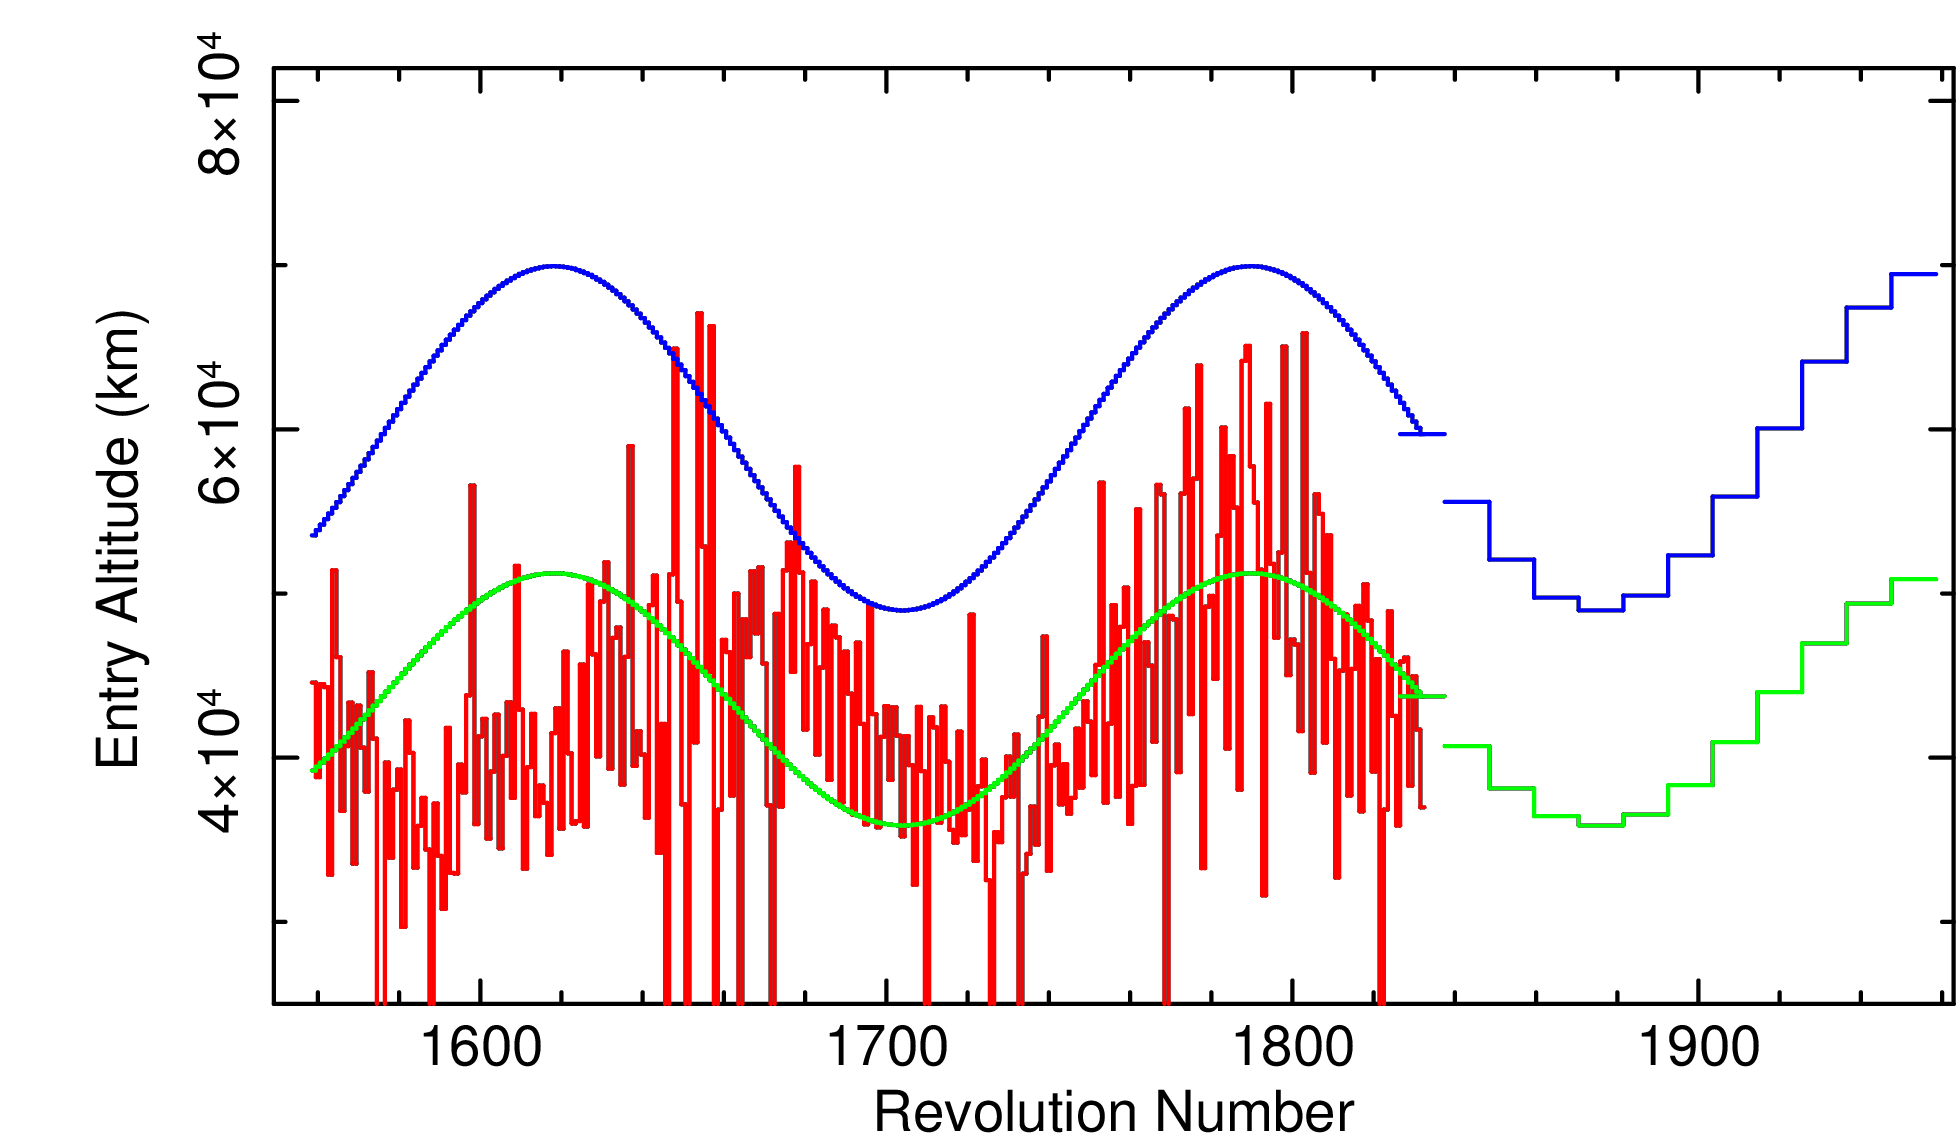 8×10⁴
6×10⁴
4×10⁴
Entry Altitude (km)
1600 1700 1800 1900
Revolution Number